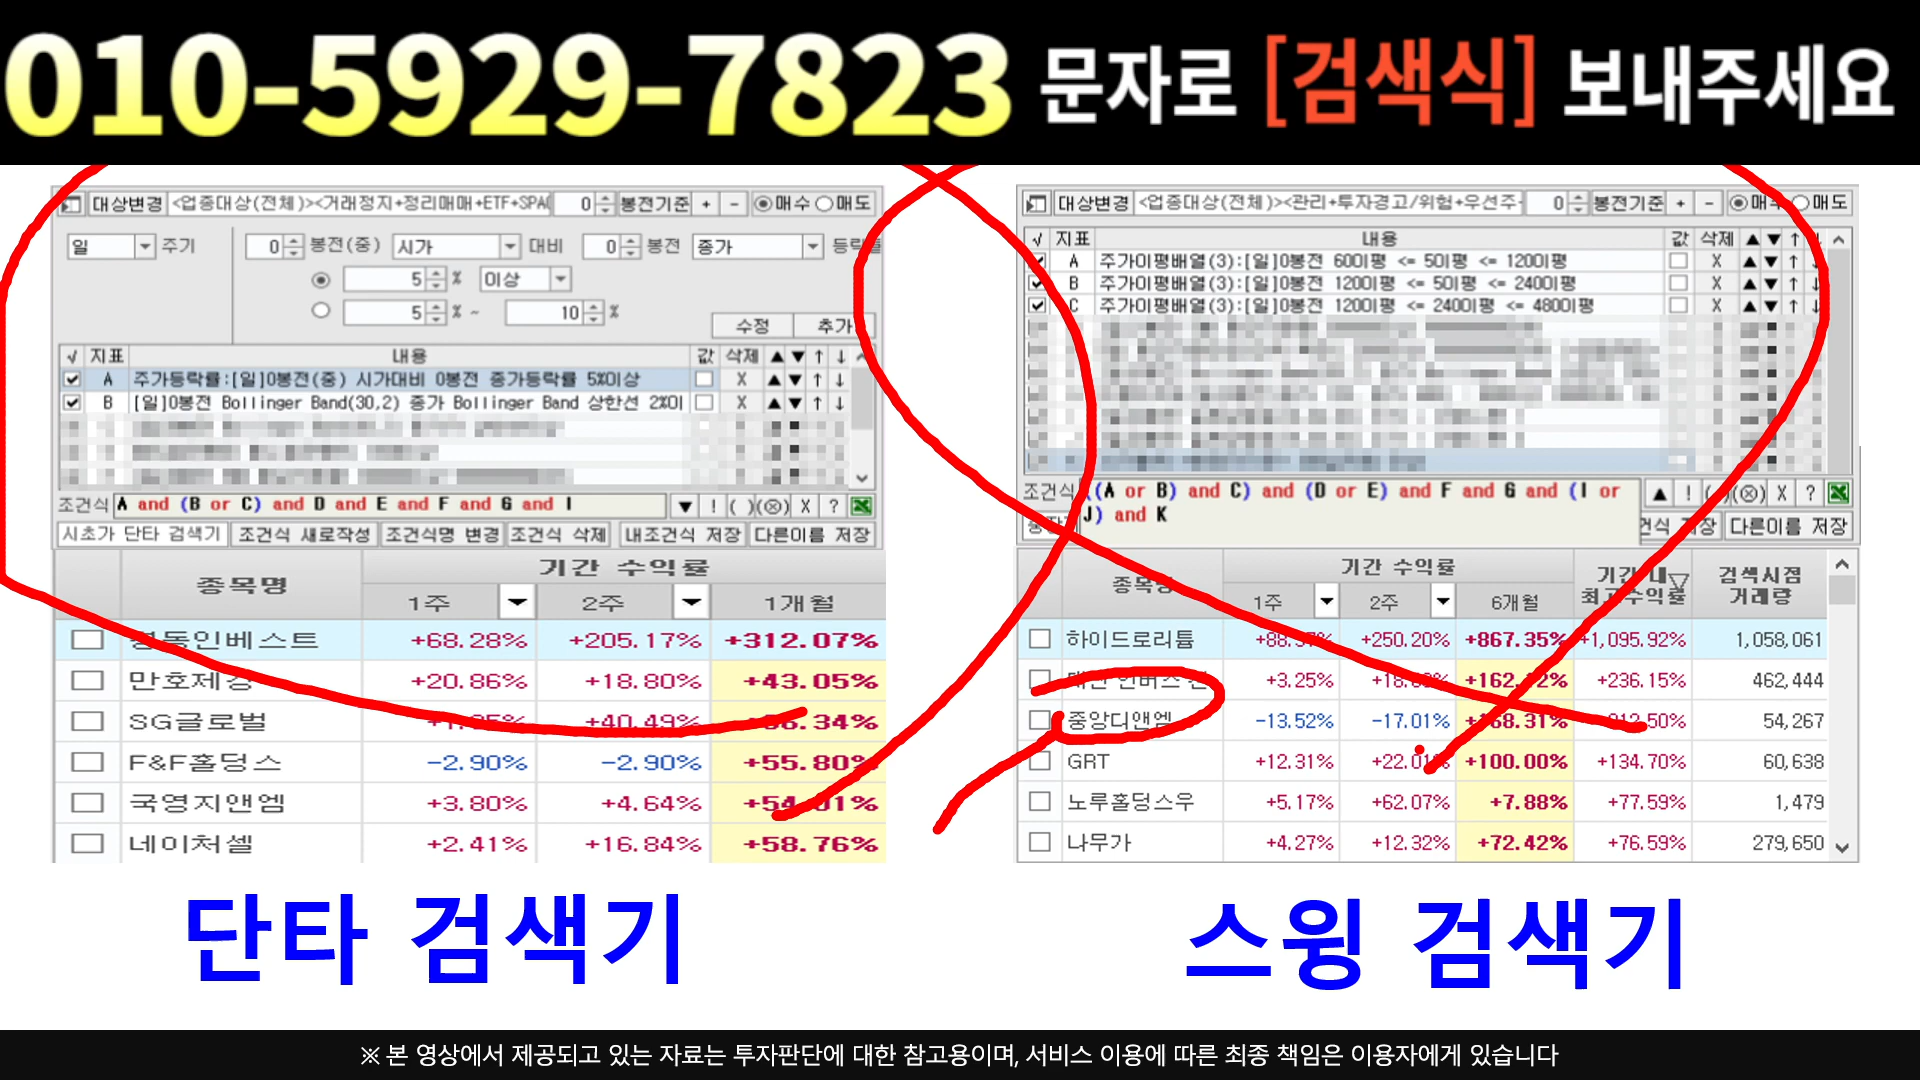 010-5929-7823 문자로 [검색식] 보내주세요
대상변경 <업종대상(전체)><거래정지+정리매매+ETF+SPAC 0 봉전기준 + - 매수 매도
일 주기 0 봉전(중) 시가 대비 0 봉전 종가
5 % 이상
5 % ~ 10 %
수정 추가
√ 지표 내용 값 삭제 ▲ ▼ ↑ ↓
A 주가등락률:[일]0봉전(중) 시가대비 0봉전 종가등락률 5%이상 X ▲ ▼ ↑ ↓
B [일]0봉전 Bollinger Band(30,2) 종가 Bollinger Band 상한선 2%이 X ▲ ▼ ↑ ↓
조건식 A and (B or C) and D and E and F and G and I ▼ ! ( ) (⊗) X ?
시초가 단타 검색기 조건식 새로작성 조건식명 변경 조건식 삭제 내조건식 저장 다른이름 저장
종목명 기간 수익률
1주 2주 1개월
+68.28% +205.17% +312.07%
만호제강 +20.86% +18.80% +43.05%
SG글로벌 +40.49%
F&F홀딩스 -2.90% -2.90% +55.80%
국영지앤엠 +3.80% +4.64%
네이처셀 +2.41% +16.84% +58.76%
단타 검색기
대상변경 <업종대상(전체)><관리+투자경고/위험+우선주+ 0 봉전기준 + - 매수 매도
√ 지표 내용 값 삭제 ▲ ▼ ↑ ↓
A 주가이평배열(3):[일]0봉전 60이평 <= 5이평 <= 120이평 X ▲ ▼ ↑ ↓
B 주가이평배열(3):[일]0봉전 120이평 <= 5이평 <= 240이평 X ▲ ▼ ↑ ↓
C 주가이평배열(3):[일]0봉전 120이평 <= 240이평 <= 480이평 X ▲ ▼ ↑ ↓
조건식 ((A or B) and C) and (D or E) and F and G and (I or ▲ ! ( ) (⊗) X ?
J) and K
저장 다른이름 저장
종목명 기간 수익률 기간 내 최고수익률 검색시점 거래량
1주 2주 6개월
하이드로리튬 +250.20% +867.35% +1,095.92% 1,058,061
+3.25% +236.15% 462,444
중앙디앤엠 -13.52% -17.01% 54,267
GRT +12.31% +100.00% +134.70% 60,638
노루홀딩스우 +5.17% +62.07% +7.88% +77.59% 1,479
나무가 +4.27% +12.32% +72.42% +76.59% 279,650
스윙 검색기
※ 본 영상에서 제공되고 있는 자료는 투자판단에 대한 참고용이며, 서비스 이용에 따른 최종 책임은 이용자에게 있습니다